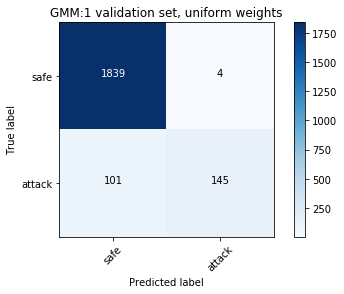 GMM:1 validation set, uniform weights
True label
safe
attack
1839
4
101
145
safe
attack
Predicted label
1750
1500
1250
1000
750
500
250